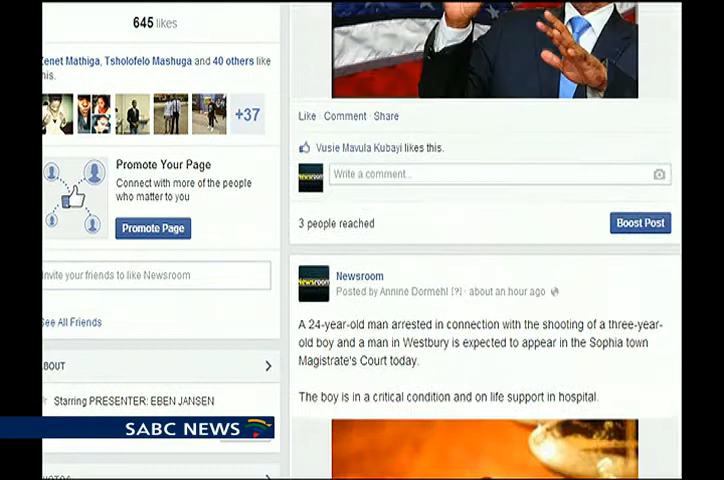 645 likes
Zenet Mathiga, Tsholofelo Mashuga and 40 others like
this.
+37
Promote Your Page
Connect with more of the people
who matter to you
Promote Page
Invite your friends to like Newsroom
See All Friends
ABOUT
Starring PRESENTER: EBEN JANSEN
SABC NEWS
Like · Comment · Share
Vusie Mavula Kubayi likes this.
NEWSROOM
Write a comment...
3 people reached
Boost Post
NEWSROOM
Newsroom
Posted by Annine Dormehl [?] · about an hour ago
A 24-year-old man arrested in connection with the shooting of a three-year-
old boy and a man in Westbury is expected to appear in the Sophia town
Magistrate's Court today.
The boy is in a critical condition and on life support in hospital.